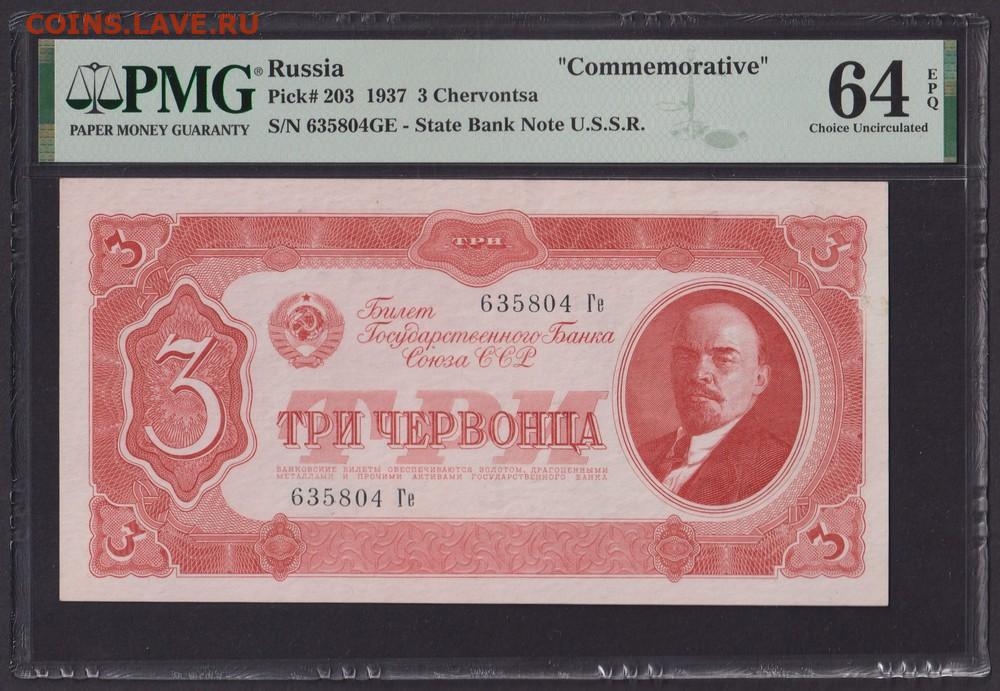 COINS.LAVE.RU
PMG®
PAPER MONEY GUARANTY
Russia "Commemorative"
Pick# 203 1937 3 Chervontsa
S/N 635804GE - State Bank Note U.S.S.R.
64 EPQ
Choice Uncirculated
3 ТРИ 3
635804 Ге
Билет
Государственного Банка
Союза ССР
3
ТРИ
ТРИ ЧЕРВОНЦА
БАНКОВСКИЕ БИЛЕТЫ ОБЕСПЕЧИВАЮТСЯ ЗОЛОТОМ, ДРАГОЦЕННЫМИ
МЕТАЛЛАМИ И ПРОЧИМИ АКТИВАМИ ГОСУДАРСТВЕННОГО БАНКА
635804 Ге
3 3